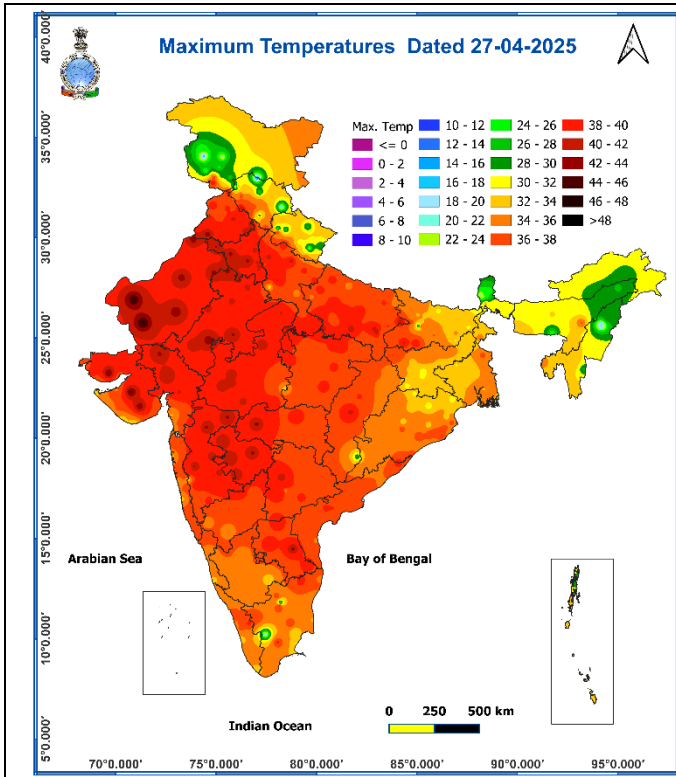 Maximum Temperatures Dated 27-04-2025
Max. Temp
<= 0
0 - 2
2 - 4
4 - 6
6 - 8
8 - 10
10 - 12
12 - 14
14 - 16
16 - 18
18 - 20
20 - 22
22 - 24
24 - 26
26 - 28
28 - 30
30 - 32
32 - 34
34 - 36
36 - 38
38 - 40
40 - 42
42 - 44
44 - 46
46 - 48
>48
40°0.000'
35°0.000'
30°0.000'
25°0.000'
20°0.000'
15°0.000'
10°0.000'
5°0.000'
Arabian Sea
Bay of Bengal
Indian Ocean
0 250 500 km
70°0.000' 75°0.000' 80°0.000' 85°0.000' 90°0.000' 95°0.000'